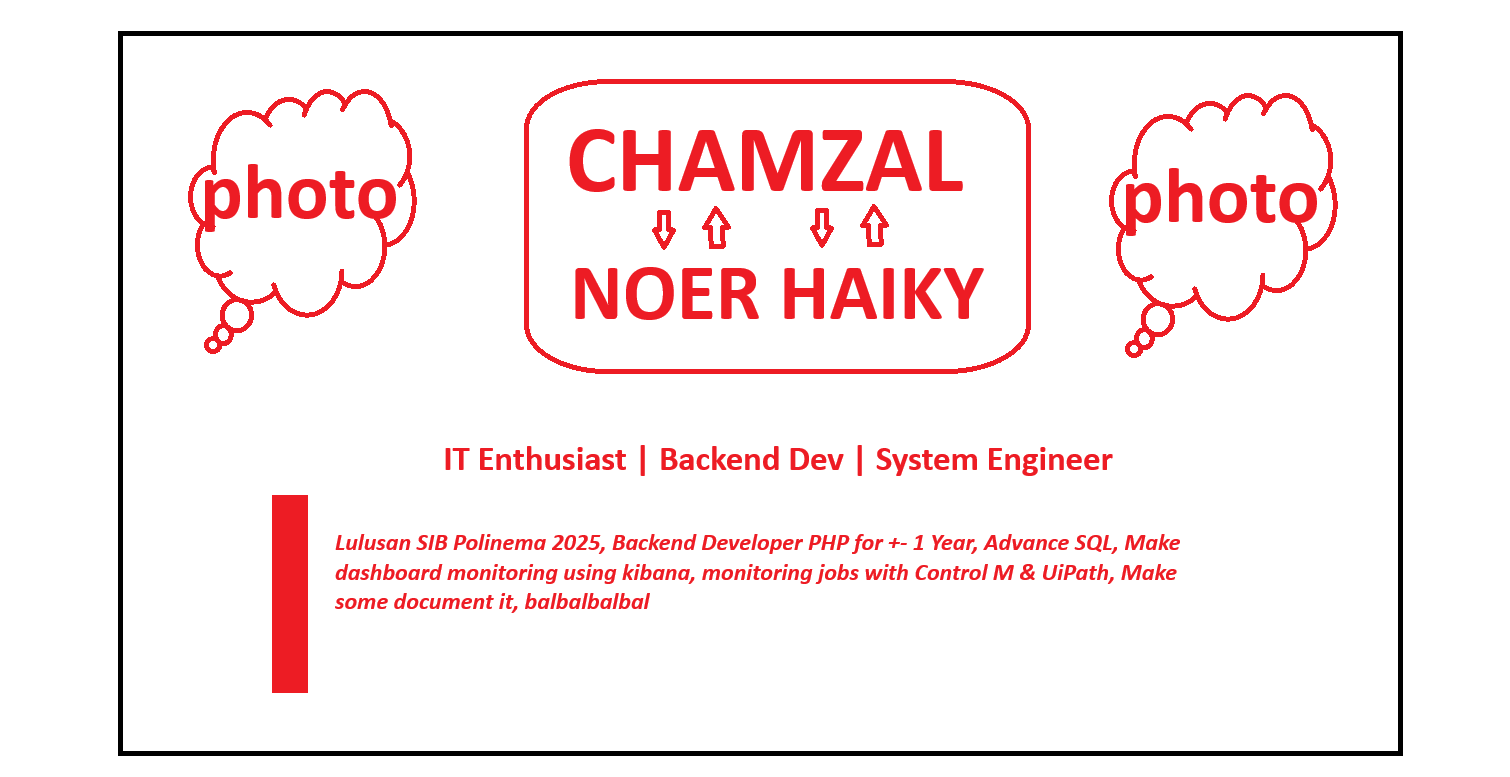 photo
CHAMZAL
photo
NOER HAIKY
IT Enthusiast | Backend Dev | System Engineer
Lulusan SIB Polinema 2025, Backend Developer PHP for +- 1 Year, Advance SQL, Make
dashboard monitoring using kibana, monitoring jobs with Control M & UiPath, Make
some document it, balbalbalbal